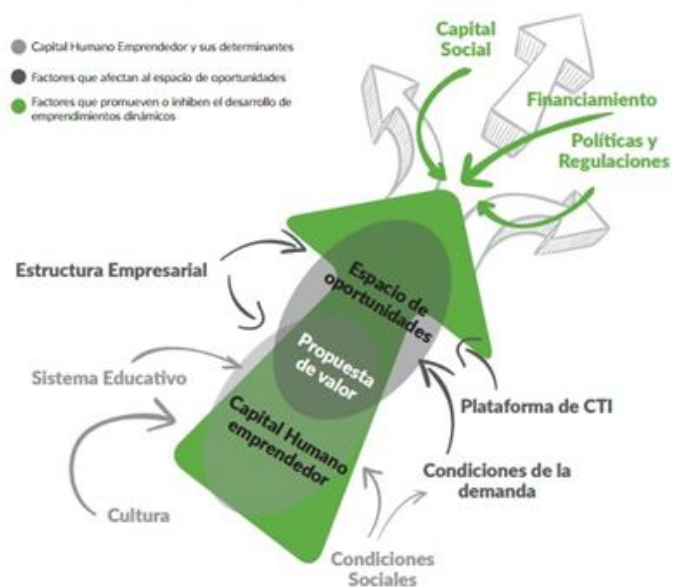 Capital Humano Emprendedor y sus determinantes
Factores que afectan al espacio de oportunidades
Factores que promueven o inhiben el desarrollo de
emprendimientos dinámicos
Capital
Social
Financiamiento
Políticas y
Regulaciones
Estructura Empresarial
Espacio de
oportunidades
Propuesta
de valor
Sistema Educativo
Capital Humano
emprendedor
Plataforma de CTI
Condiciones de la
demanda
Cultura
Condiciones
Sociales